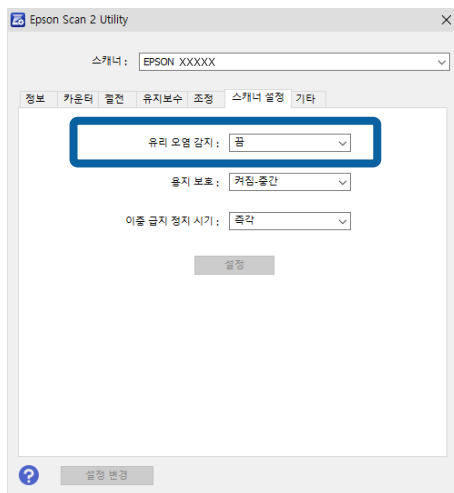 Epson Scan 2 Utility
스캐너 : EPSON XXXXX
정보 카운터 절전 유지보수 조정 스캐너 설정 기타
유리 오염 감지 : 끔
용지 보호 : 켜짐-중간
이중 급지 정지 시기 : 즉각
설정
? 설정 변경